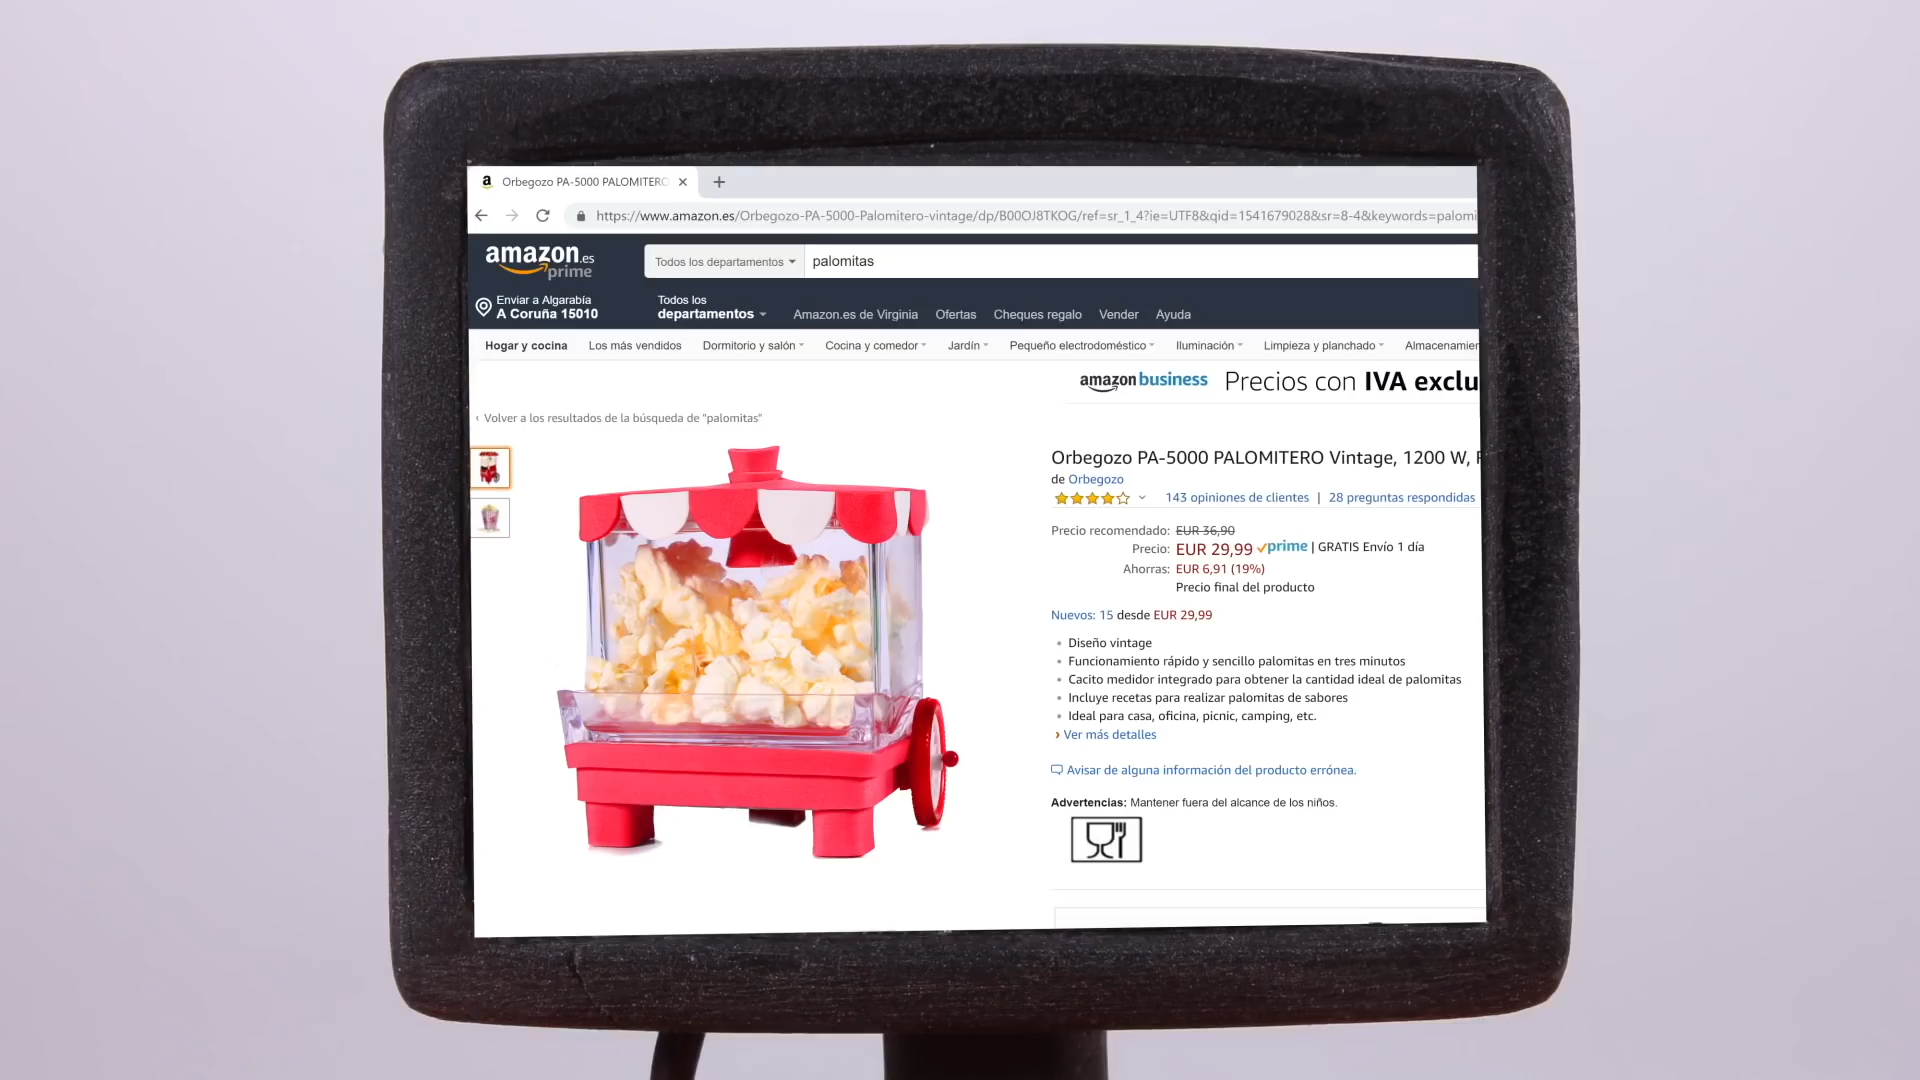 Orbegozo PA-5000 PALOMITERO
https://www.amazon.es/Orbegozo-PA-5000-Palomitero-vintage/dp/B00OJ8TKOG/ref=sr_1_4?ie=UTF8&qid=1541679028&sr=8-4&keywords=palomi
amazon.es
prime
Todos los departamentos
palomitas
Enviar a Algarabía
A Coruña 15010
Todos los
departamentos
Amazon.es de Virginia
Ofertas
Cheques regalo
Vender
Ayuda
Hogar y cocina
Los más vendidos
Dormitorio y salón
Cocina y comedor
Jardín
Pequeño electrodoméstico
Iluminación
Limpieza y planchado
Almacenamien
amazon business Precios con IVA exclu
‹ Volver a los resultados de la búsqueda de "palomitas"
Orbegozo PA-5000 PALOMITERO Vintage, 1200 W,
de Orbegozo
143 opiniones de clientes | 28 preguntas respondidas
Precio recomendado: EUR 36,90
Precio: EUR 29,99 prime | GRATIS Envío 1 día
Ahorras: EUR 6,91 (19%)
Precio final del producto
Nuevos: 15 desde EUR 29,99
• Diseño vintage
• Funcionamiento rápido y sencillo palomitas en tres minutos
• Cacito medidor integrado para obtener la cantidad ideal de palomitas
• Incluye recetas para realizar palomitas de sabores
• Ideal para casa, oficina, picnic, camping, etc.
› Ver más detalles
Avisar de alguna información del producto errónea.
Advertencias: Mantener fuera del alcance de los niños.